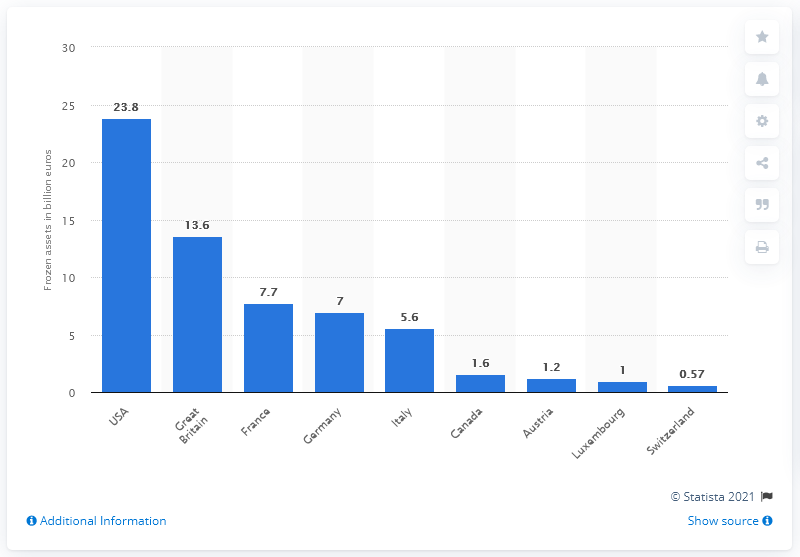 Frozen assets in billion euros
30
25
20
15
10
5
0
23.8
13.6
7.7
7
5.6
1.6
1.2
1
0.57
USA
Great
Britain
France
Germany
Italy
Canada
Austria
Luxembourg
Switzerland
© Statista 2021
Additional Information
Show source